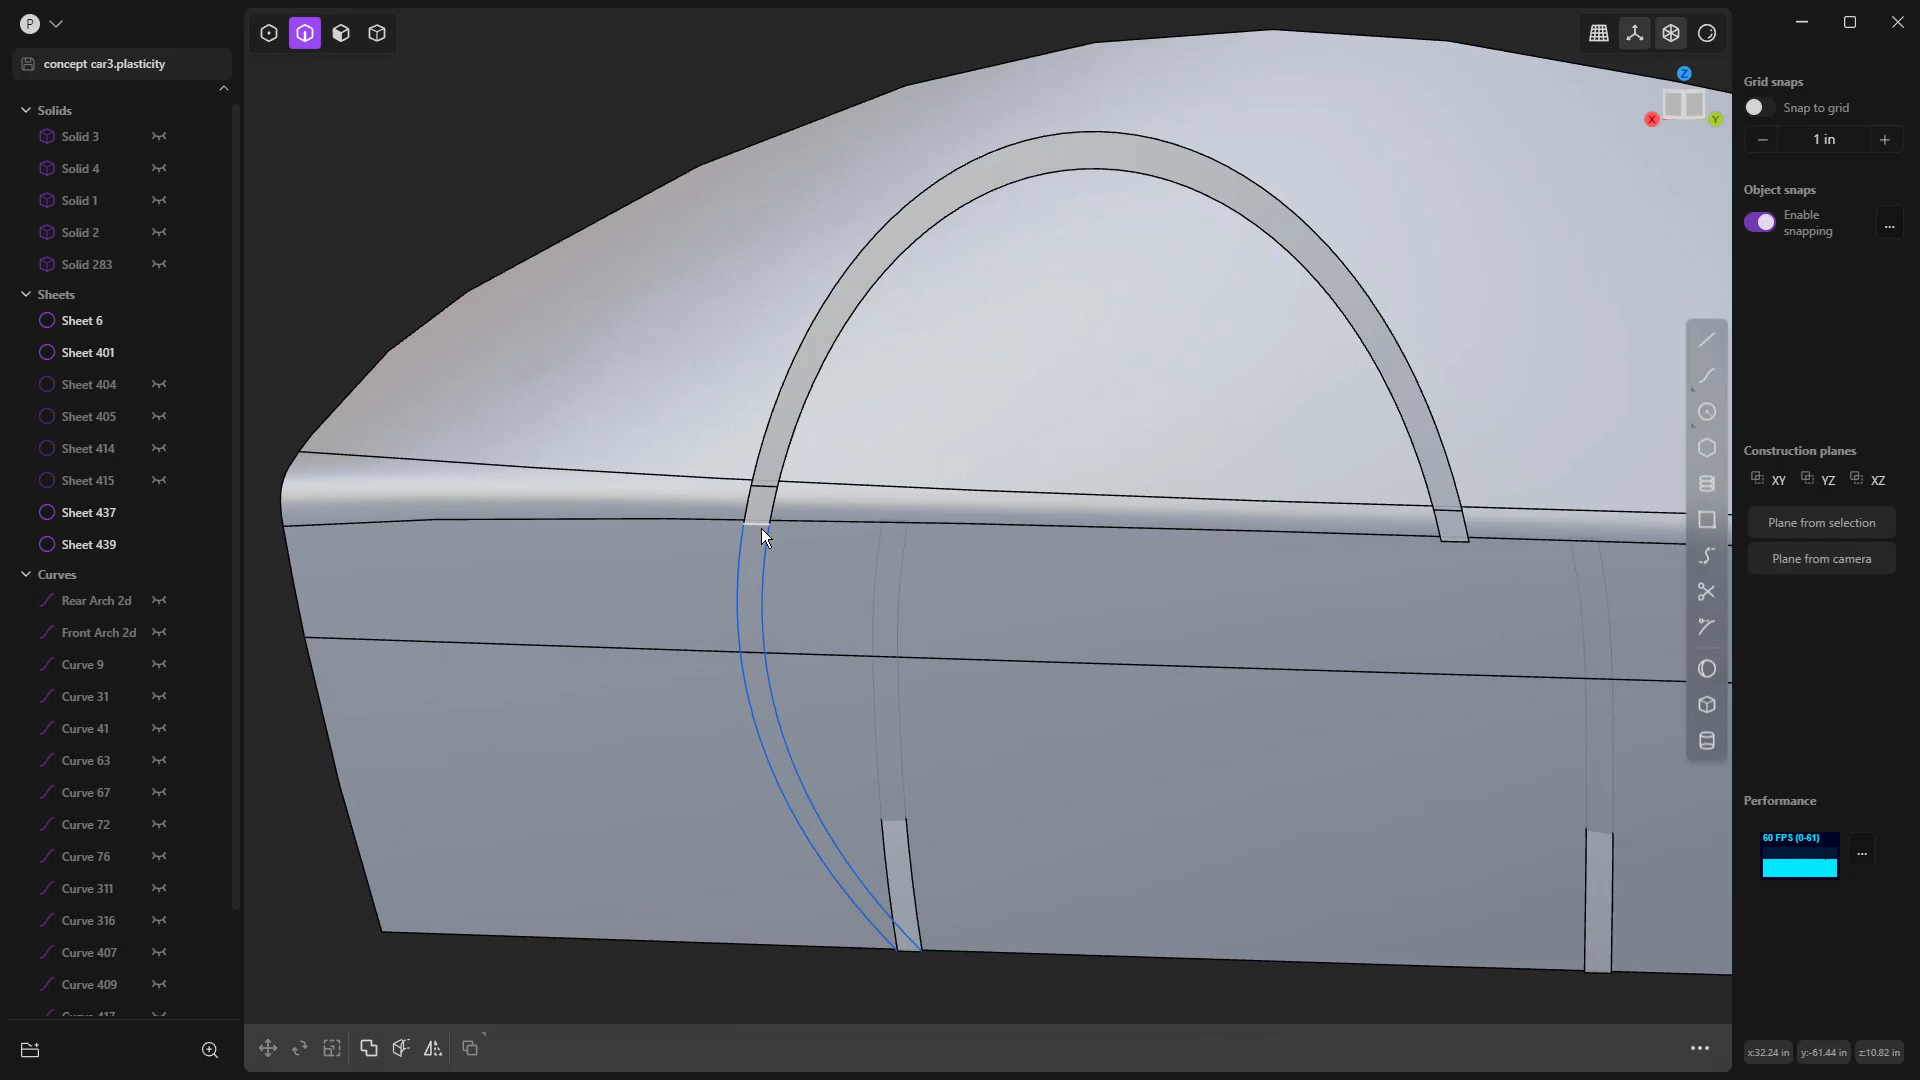 P
concept car3.plasticity
Solids
Solid 3
Solid 4
Solid 1
Solid 2
Solid 283
Sheets
Sheet 6
Sheet 401
Sheet 404
Sheet 405
Sheet 414
Sheet 415
Sheet 437
Sheet 439
Curves
Rear Arch 2d
Front Arch 2d
Curve 9
Curve 31
Curve 41
Curve 63
Curve 67
Curve 72
Curve 76
Curve 311
Curve 316
Curve 407
Curve 409
Z
X
Y
Grid snaps
Snap to grid
1 in
Object snaps
Enable
snapping
...
Construction planes
XY YZ XZ
Plane from selection
Plane from camera
Performance
60 FPS (0-61)
...
x:32.24 in y:-61.44 in z:10.82 in